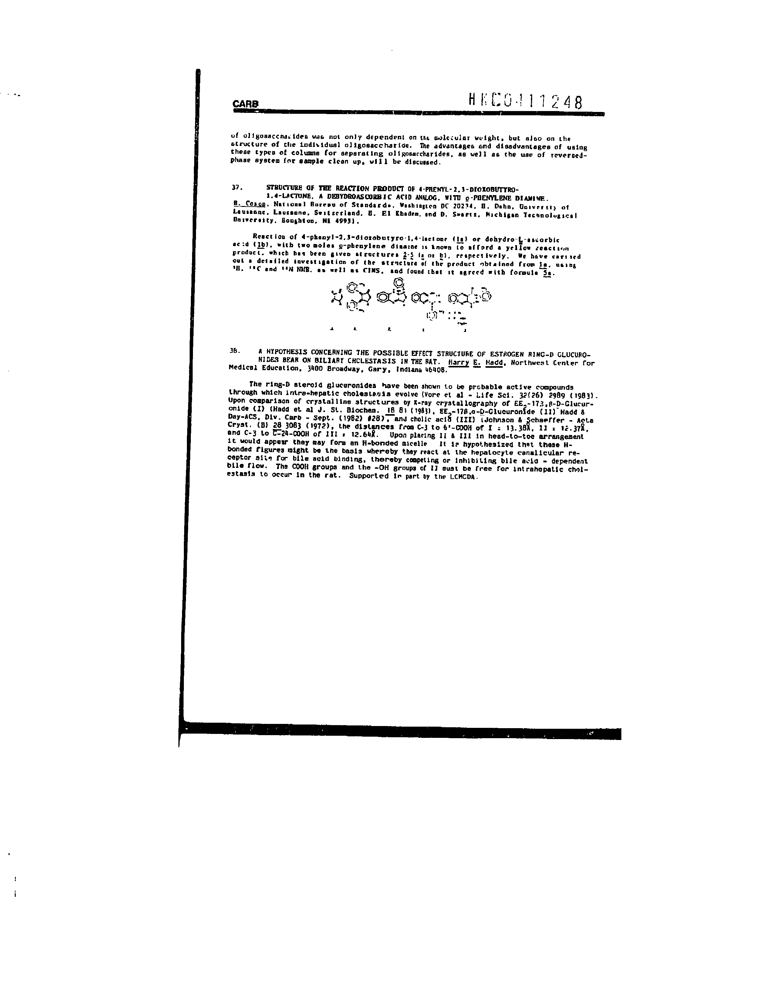 CARB
HKC0411248
of oligosaccharides was not only dependent on the molecular weight, but also on the
structure of the individual oligosaccharide. The advantages and disadvantages of using
these types of columns for separating oligosaccharides, as well as the use of reversed-
phase system for sample clean up, will be discussed.
37. STRUCTURE OF THE REACTION PRODUCT OF 4-PHENYL-2,3-DIOXOBUTYRO-
1,4-LACTONE, A DEHYDROASCORBIC ACID ANALOG, WITH o-PHENYLENE DIAMINE.
B. Coxon, National Bureau of Standards, Washington DC 20234, H. Dahn, University of
Lausanne, Lausanne, Switzerland, B. El Khadem, and D. Swartz, Michigan Technological
University, Houghton, MI 49931.
Reaction of 4-phenyl-2,3-dioxobutyro-1,4-lactone (1a) or dehydro-L-ascorbic
acid (1b), with two moles o-phenylene diamine is known to afford a yellow reaction
product, which has been given structures 2-5 (a or b), respectively. We have carried
out a detailed investigation of the structure of the product obtained from 1a, using
¹H, ¹³C and ¹⁵N NMR, as well as CIMS, and found that it agreed with formula 5a.
38. A HYPOTHESIS CONCERNING THE POSSIBLE EFFECT STRUCTURE OF ESTROGEN RING-D GLUCURO-
NIDES BEAR ON BILIARY CHOLESTASIS IN THE RAT. Harry E. Hadd, Northwest Center for
Medical Education, 3400 Broadway, Gary, Indiana 46408.
The ring-D steroid glucuronides have been shown to be probable active compounds
through which intra-hepatic cholestasis evolve (Vore et al - Life Sci. 32(26) 2989 (1983).
Upon comparison of crystalline structures by X-ray crystallography of EE₂-17β,β-D-Glucur-
onide (I) (Hadd et al J. St. Biochem. 18 81 (1983), EE₂-17β,α-D-Glucuronide (II) Hadd &
Day-ACS, Div. Carb - Sept. (1982) #28), and cholic acid (III) (Johnson & Schaeffer - Acta
Cryst. (B) 28 3083 (1972), the distances from C-3 to 6'-COOH of I = 13.38Å, II = 12.37Å,
and C-3 to C-24-COOH of III = 12.64Å. Upon placing II & III in head-to-toe arrangement
it would appear they may form an H-bonded micelle It is hypothesized that these H-
bonded figures might be the basis whereby they react at the hepatocyte canalicular re-
ceptor site for bile acid binding, thereby competing or inhibiting bile acid - dependent
bile flow. The COOH groups and the -OH groups of II must be free for intrahepatic chol-
estasis to occur in the rat. Supported in part by the LCMCDA.